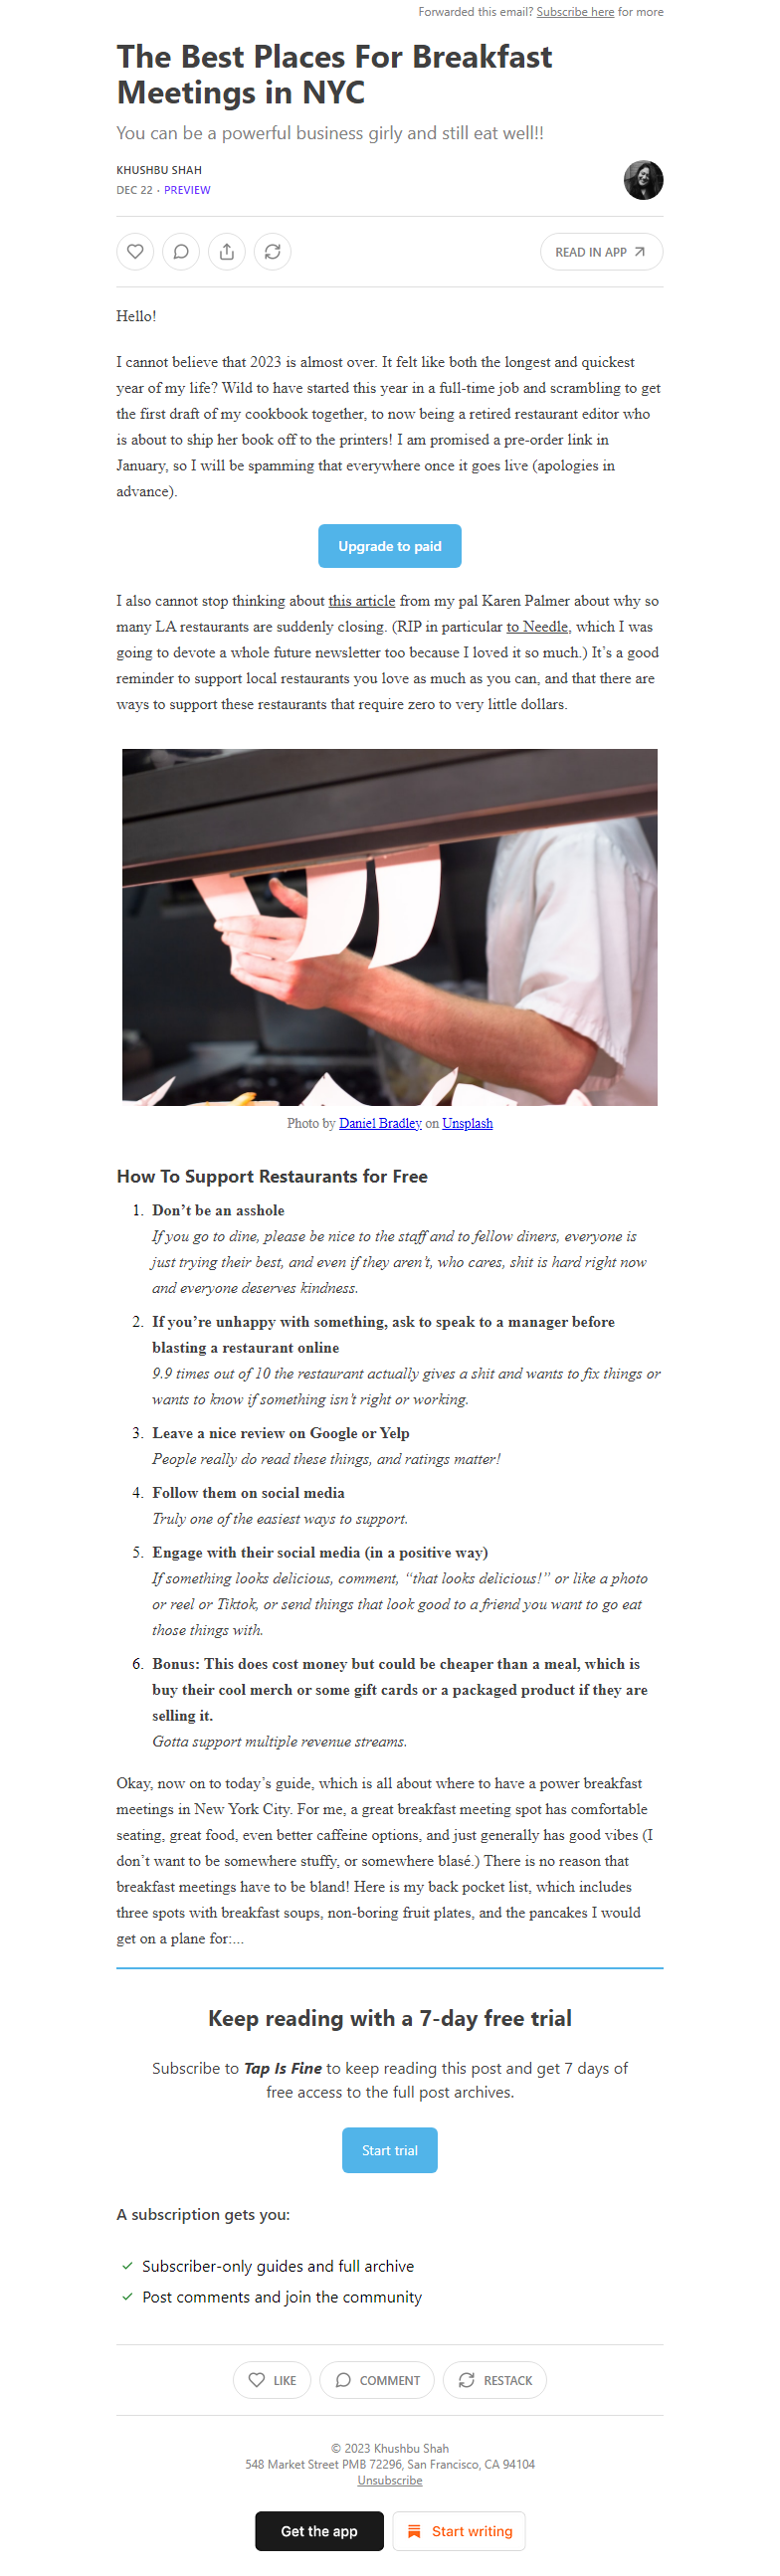 Forwarded this email? Subscribe here for more
The Best Places For Breakfast
Meetings in NYC
You can be a powerful business girly and still eat well!!
KHUSHBU SHAH
DEC 22 · PREVIEW
READ IN APP
Hello!
I cannot believe that 2023 is almost over. It felt like both the longest and quickest
year of my life? Wild to have started this year in a full-time job and scrambling to get
the first draft of my cookbook together, to now being a retired restaurant editor who
is about to ship her book off to the printers! I am promised a pre-order link in
January, so I will be spamming that everywhere once it goes live (apologies in
advance).
Upgrade to paid
I also cannot stop thinking about this article from my pal Karen Palmer about why so
many LA restaurants are suddenly closing. (RIP in particular to Needle, which I was
going to devote a whole future newsletter too because I loved it so much.) It’s a good
reminder to support local restaurants you love as much as you can, and that there are
ways to support these restaurants that require zero to very little dollars.
Photo by Daniel Bradley on Unsplash
How To Support Restaurants for Free
1. Don’t be an asshole
If you go to dine, please be nice to the staff and to fellow diners, everyone is
just trying their best, and even if they aren’t, who cares, shit is hard right now
and everyone deserves kindness.
2. If you’re unhappy with something, ask to speak to a manager before
blasting a restaurant online
9.9 times out of 10 the restaurant actually gives a shit and wants to fix things or
wants to know if something isn’t right or working.
3. Leave a nice review on Google or Yelp
People really do read these things, and ratings matter!
4. Follow them on social media
Truly one of the easiest ways to support.
5. Engage with their social media (in a positive way)
If something looks delicious, comment, “that looks delicious!” or like a photo
or reel or Tiktok, or send things that look good to a friend you want to go eat
those things with.
6. Bonus: This does cost money but could be cheaper than a meal, which is
buy their cool merch or some gift cards or a packaged product if they are
selling it.
Gotta support multiple revenue streams.
Okay, now on to today’s guide, which is all about where to have a power breakfast
meetings in New York City. For me, a great breakfast meeting spot has comfortable
seating, great food, even better caffeine options, and just generally has good vibes (I
don’t want to be somewhere stuffy, or somewhere blasé.) There is no reason that
breakfast meetings have to be bland! Here is my back pocket list, which includes
three spots with breakfast soups, non-boring fruit plates, and the pancakes I would
get on a plane for:...
Keep reading with a 7-day free trial
Subscribe to Tap Is Fine to keep reading this post and get 7 days of
free access to the full post archives.
Start trial
A subscription gets you:
Subscriber-only guides and full archive
Post comments and join the community
LIKE COMMENT RESTACK
© 2023 Khushbu Shah
548 Market Street PMB 72296, San Francisco, CA 94104
Unsubscribe
Get the app Start writing